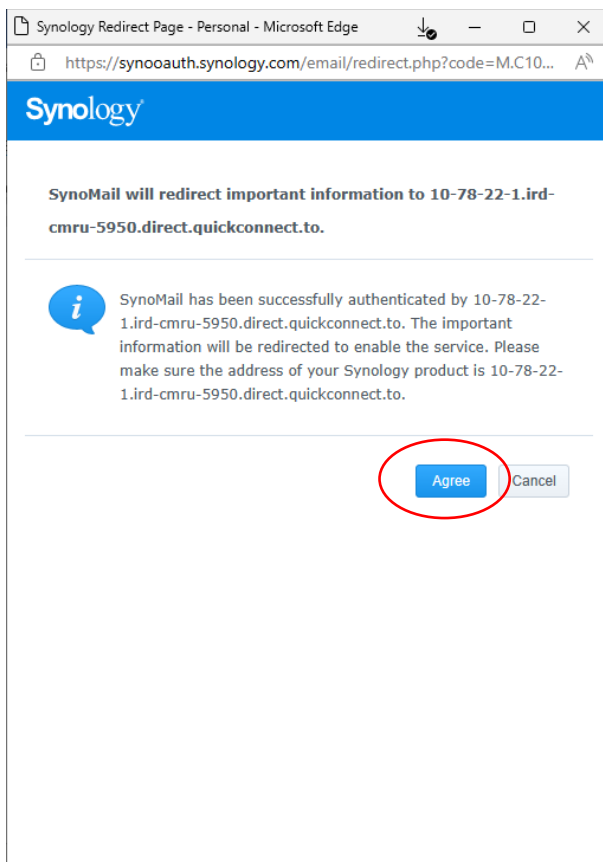 Synology Redirect Page - Personal - Microsoft Edge
https://synooauth.synology.com/email/redirect.php?code=M.C10...
Synology
SynoMail will redirect important information to 10-78-22-1.ird-
cmru-5950.direct.quickconnect.to.
SynoMail has been successfully authenticated by 10-78-22-
1.ird-cmru-5950.direct.quickconnect.to. The important
information will be redirected to enable the service. Please
make sure the address of your Synology product is 10-78-22-
1.ird-cmru-5950.direct.quickconnect.to.
Agree Cancel